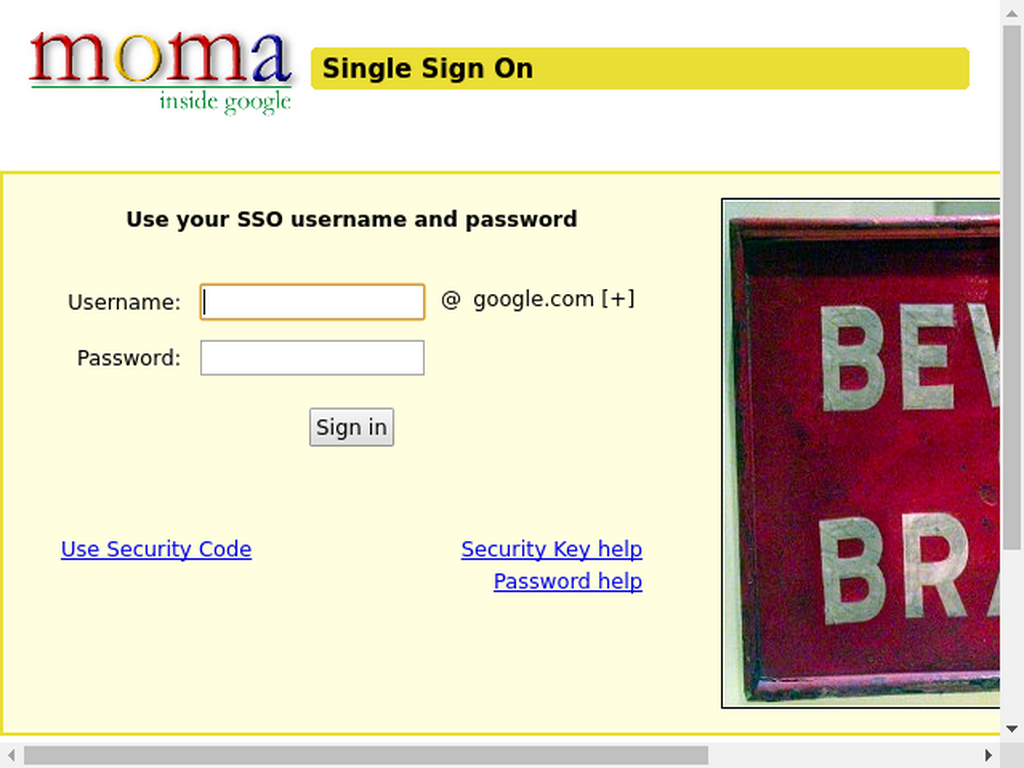 moma
inside google
Single Sign On
Use your SSO username and password
Username:
@ google.com [+]
Password:
Sign in
Use Security Code
Security Key help
Password help
BEV
BRA